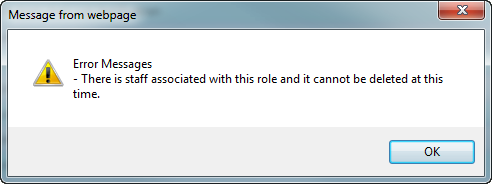 Message from webpage
Error Messages
- There is staff associated with this role and it cannot be deleted at this
time.
OK